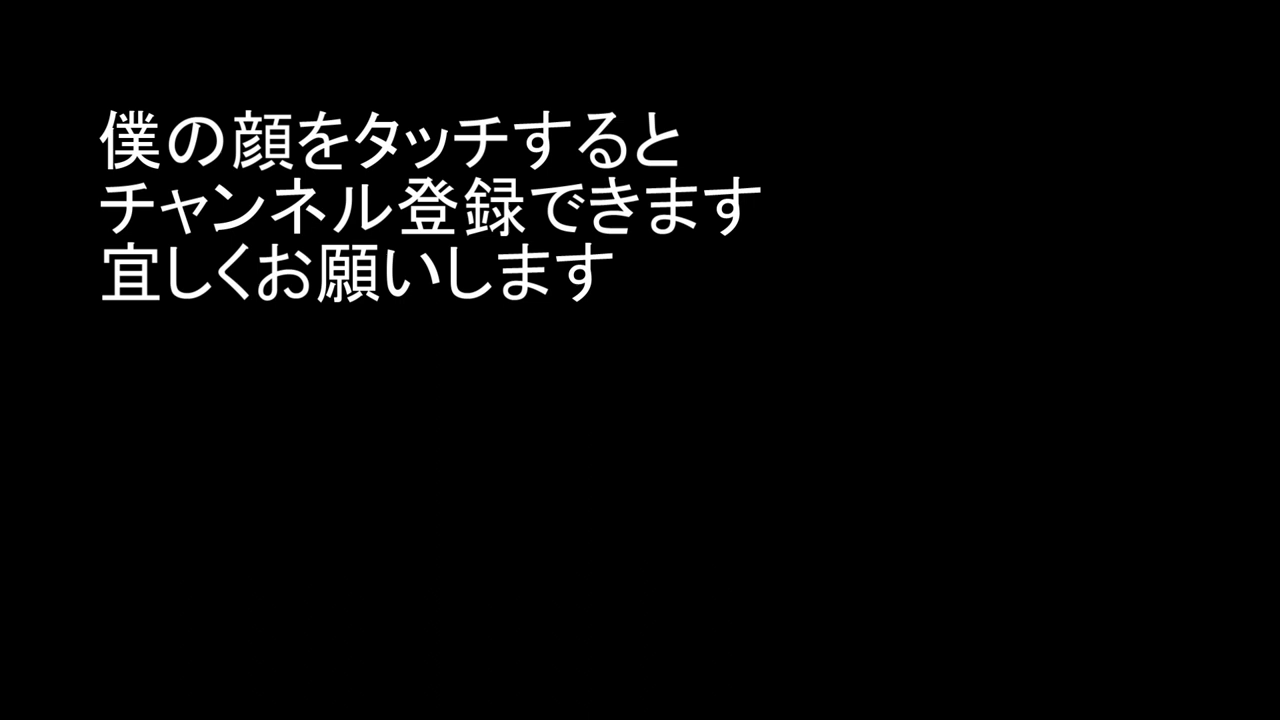 僕の顔をタッチすると
チャンネル登録できます
宜しくお願いします